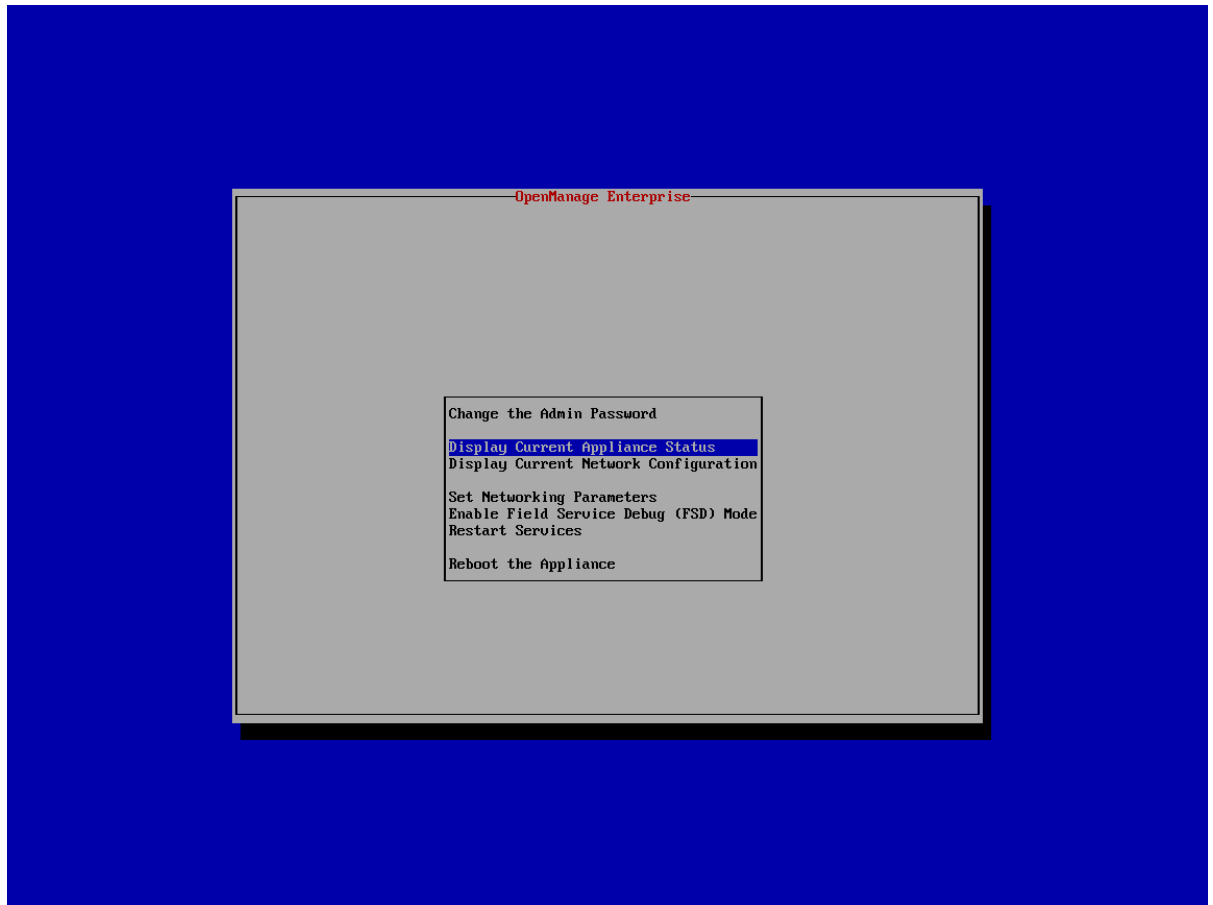 OpenManage Enterprise
Change the Admin Password
Display Current Appliance Status
Display Current Network Configuration
Set Networking Parameters
Enable Field Service Debug (FSD) Mode
Restart Services
Reboot the Appliance